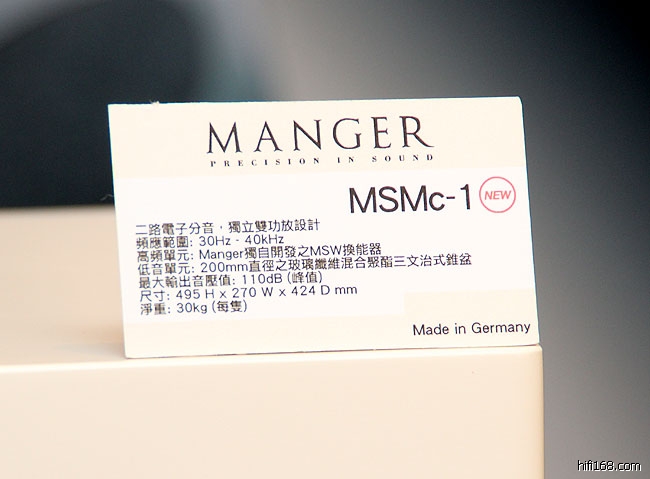 MANGER
PRECISION IN SOUND
MSMc-1 NEW
二路電子分音，獨立雙功放設計
頻應範圍: 30Hz - 40kHz
高頻單元: Manger獨自開發之MSW換能器
低音單元: 200mm直徑之玻璃纖維混合聚酯三文治式錐盆
最大輸出音壓值: 110dB (峰值)
尺寸: 495 H x 270 W x 424 D mm
淨重: 30kg (每隻)
Made in Germany
hifi168.com